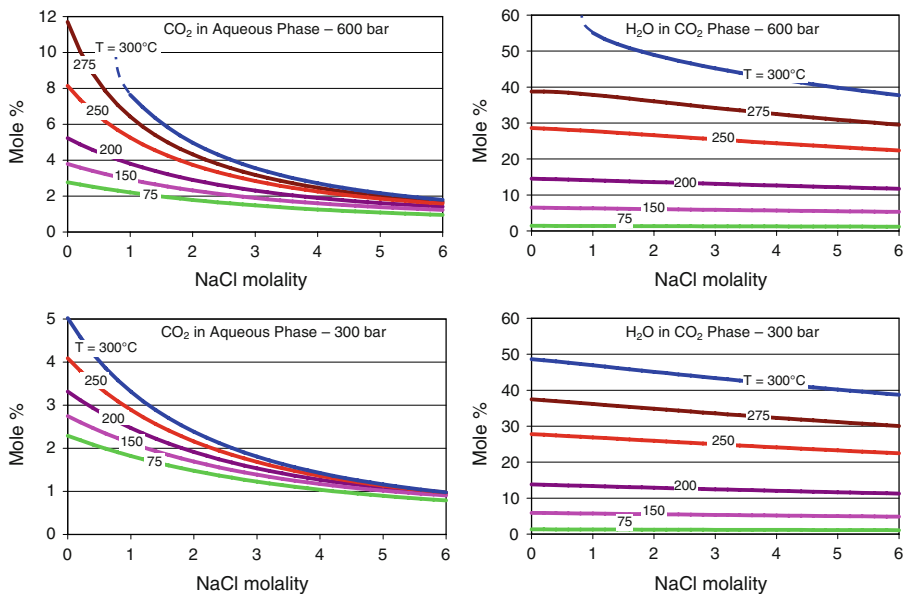 CO₂ in Aqueous Phase – 600 bar
Mole %
12
10
8
6
4
2
0
T = 300°C
275
250
200
150
75
0 1 2 3 4 5 6
NaCl molality
H₂O in CO₂ Phase – 600 bar
Mole %
60
50
40
30
20
10
0
T = 300°C
275
250
200
150
75
0 1 2 3 4 5 6
NaCl molality
CO₂ in Aqueous Phase – 300 bar
Mole %
5
4
3
2
1
0
T = 300°C
250
200
150
75
0 1 2 3 4 5 6
NaCl molality
H₂O in CO₂ Phase – 300 bar
Mole %
60
50
40
30
20
10
0
T = 300°C
275
250
200
150
75
0 1 2 3 4 5 6
NaCl molality